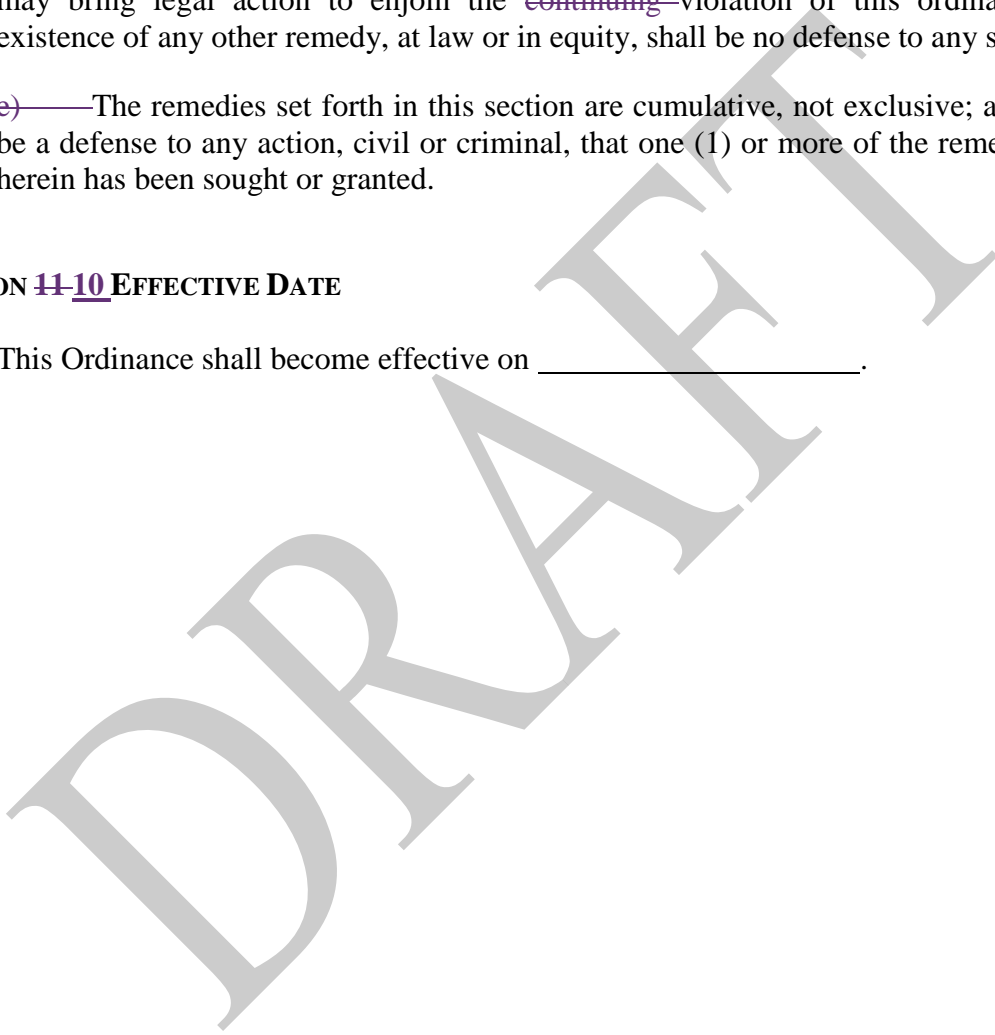 may bring legal action to enjoin the continuing violation of this ordina
existence of any other remedy, at law or in equity, shall be no defense to any s
e) The remedies set forth in this section are cumulative, not exclusive; a
be a defense to any action, civil or criminal, that one (1) or more of the reme
herein has been sought or granted.
ON 11 10 EFFECTIVE DATE
This Ordinance shall become effective on ____________________.
DRAFT